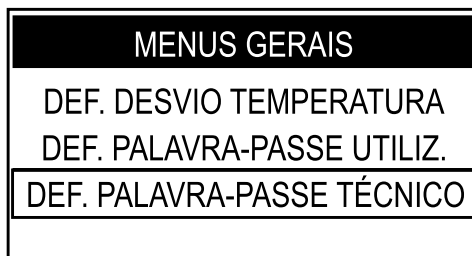 MENUS GERAIS
DEF. DESVIO TEMPERATURA
DEF. PALAVRA-PASSE UTILIZ.
DEF. PALAVRA-PASSE TÉCNICO